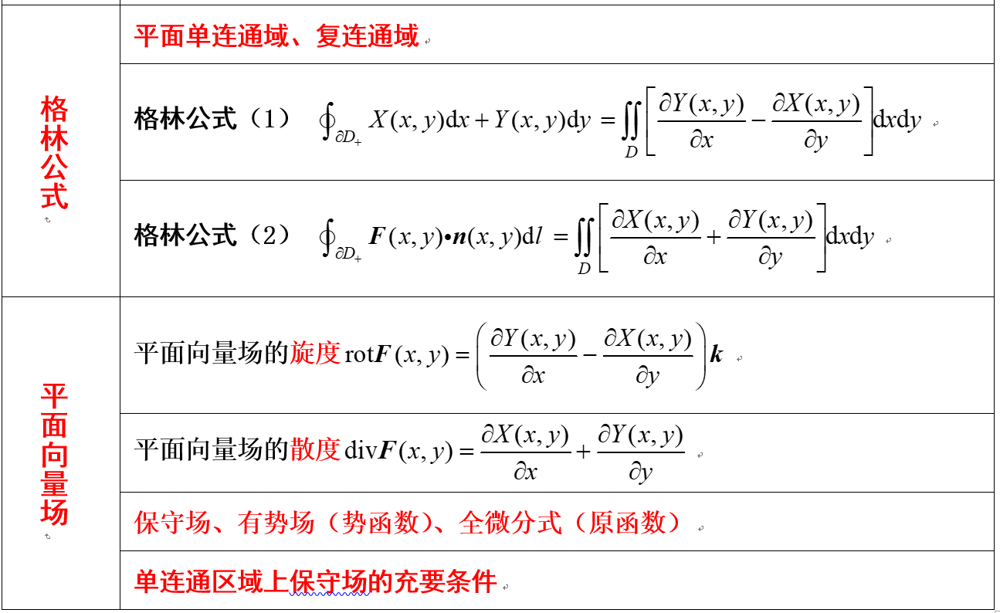 格林公式
平面单连通域、复连通域
格林公式（1） $\oint_{\partial D_+} X(x,y)\mathrm{d}x + Y(x,y)\mathrm{d}y = \iint_D \left[ \frac{\partial Y(x,y)}{\partial x} - \frac{\partial X(x,y)}{\partial y} \right] \mathrm{d}x\mathrm{d}y$
格林公式（2） $\oint_{\partial D_+} \boldsymbol{F}(x,y) \bullet \boldsymbol{n}(x,y)\mathrm{d}l = \iint_D \left[ \frac{\partial X(x,y)}{\partial x} + \frac{\partial Y(x,y)}{\partial y} \right] \mathrm{d}x\mathrm{d}y$
平面向量场
平面向量场的旋度 $\mathrm{rot}\boldsymbol{F}(x,y) = \left( \frac{\partial Y(x,y)}{\partial x} - \frac{\partial X(x,y)}{\partial y} \right) \boldsymbol{k}$
平面向量场的散度 $\mathrm{div}\boldsymbol{F}(x,y) = \frac{\partial X(x,y)}{\partial x} + \frac{\partial Y(x,y)}{\partial y}$
保守场、有势场（势函数）、全微分式（原函数）
单连通区域上保守场的充要条件